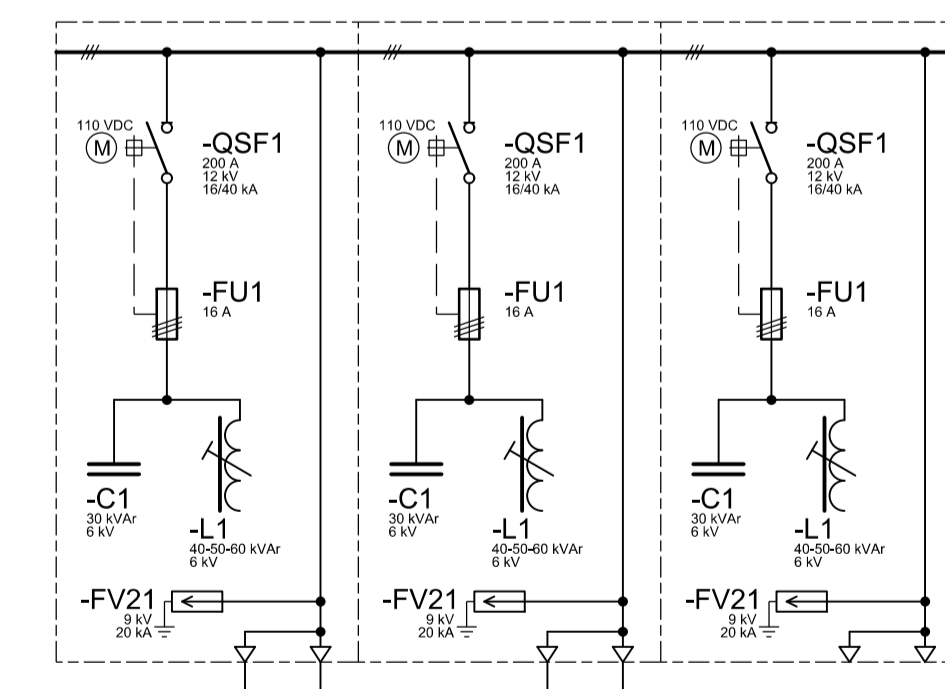 110 VDC
M
-QSF1
200 A
12 kV
16/40 kA
-FU1
16 A
-C1
30 kVAr
6 kV
-L1
40-50-60 kVAr
6 kV
-FV21
9 kV
20 kA
110 VDC
M
-QSF1
200 A
12 kV
16/40 kA
-FU1
16 A
-C1
30 kVAr
6 kV
-L1
40-50-60 kVAr
6 kV
-FV21
9 kV
20 kA
110 VDC
M
-QSF1
200 A
12 kV
16/40 kA
-FU1
16 A
-C1
30 kVAr
6 kV
-L1
40-50-60 kVAr
6 kV
-FV21
9 kV
20 kA